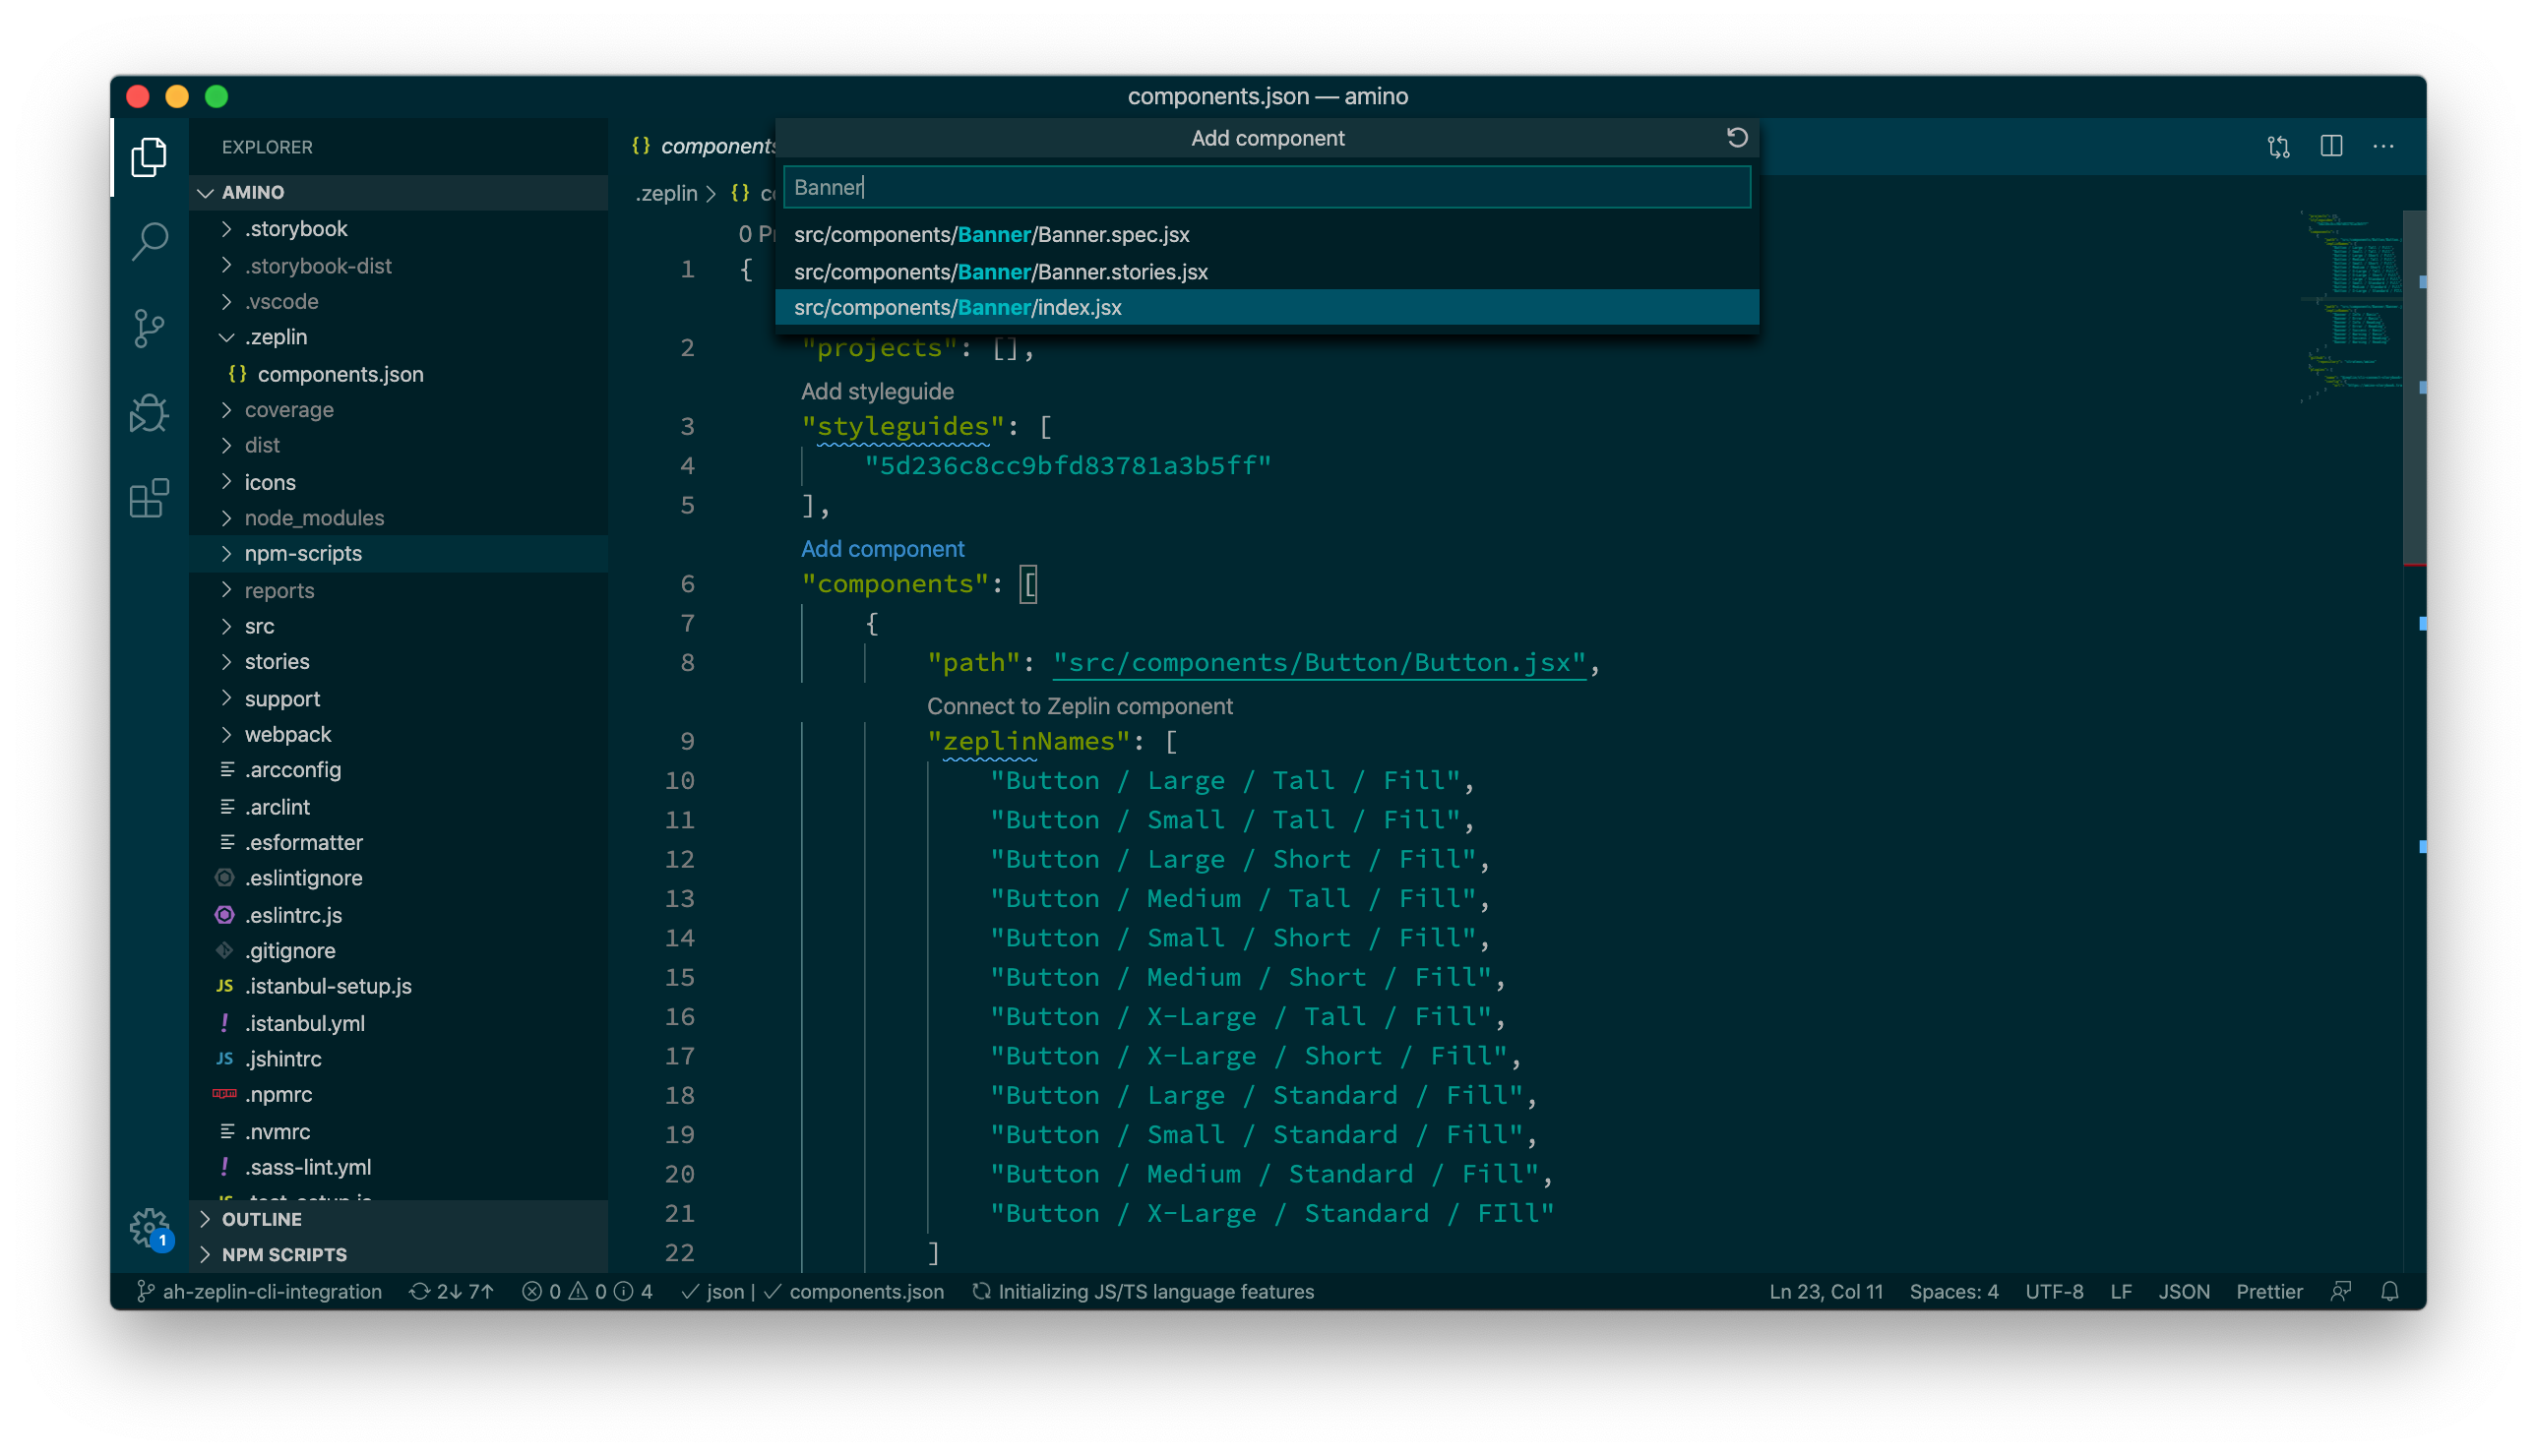 components.json — amino
EXPLORER
AMINO
.storybook
.storybook-dist
.vscode
.zeplin
{} components.json
coverage
dist
icons
node_modules
npm-scripts
reports
src
stories
support
webpack
.arcconfig
.arclint
.esformatter
.eslintignore
.eslintrc.js
.gitignore
JS .istanbul-setup.js
! .istanbul.yml
JS .jshintrc
.npmrc
.nvmrc
! .sass-lint.yml
OUTLINE
NPM SCRIPTS
1
{} components
.zeplin > {} co
Add component
Banner
src/components/Banner/Banner.spec.jsx
src/components/Banner/Banner.stories.jsx
src/components/Banner/index.jsx
0 Pr
1 {
2 "projects": [],
Add styleguide
3 "styleguides": [
4 "5d236c8cc9bfd83781a3b5ff"
5 ],
Add component
6 "components": [
7 {
8 "path": "src/components/Button/Button.jsx",
Connect to Zeplin component
9 "zeplinNames": [
10 "Button / Large / Tall / Fill",
11 "Button / Small / Tall / Fill",
12 "Button / Large / Short / Fill",
13 "Button / Medium / Tall / Fill",
14 "Button / Small / Short / Fill",
15 "Button / Medium / Short / Fill",
16 "Button / X-Large / Tall / Fill",
17 "Button / X-Large / Short / Fill",
18 "Button / Large / Standard / Fill",
19 "Button / Small / Standard / Fill",
20 "Button / Medium / Standard / Fill",
21 "Button / X-Large / Standard / FIll"
22 ]
ah-zeplin-cli-integration 2↓ 7↑ 0 0 4 ✓ json | ✓ components.json Initializing JS/TS language features Ln 23, Col 11 Spaces: 4 UTF-8 LF JSON Prettier